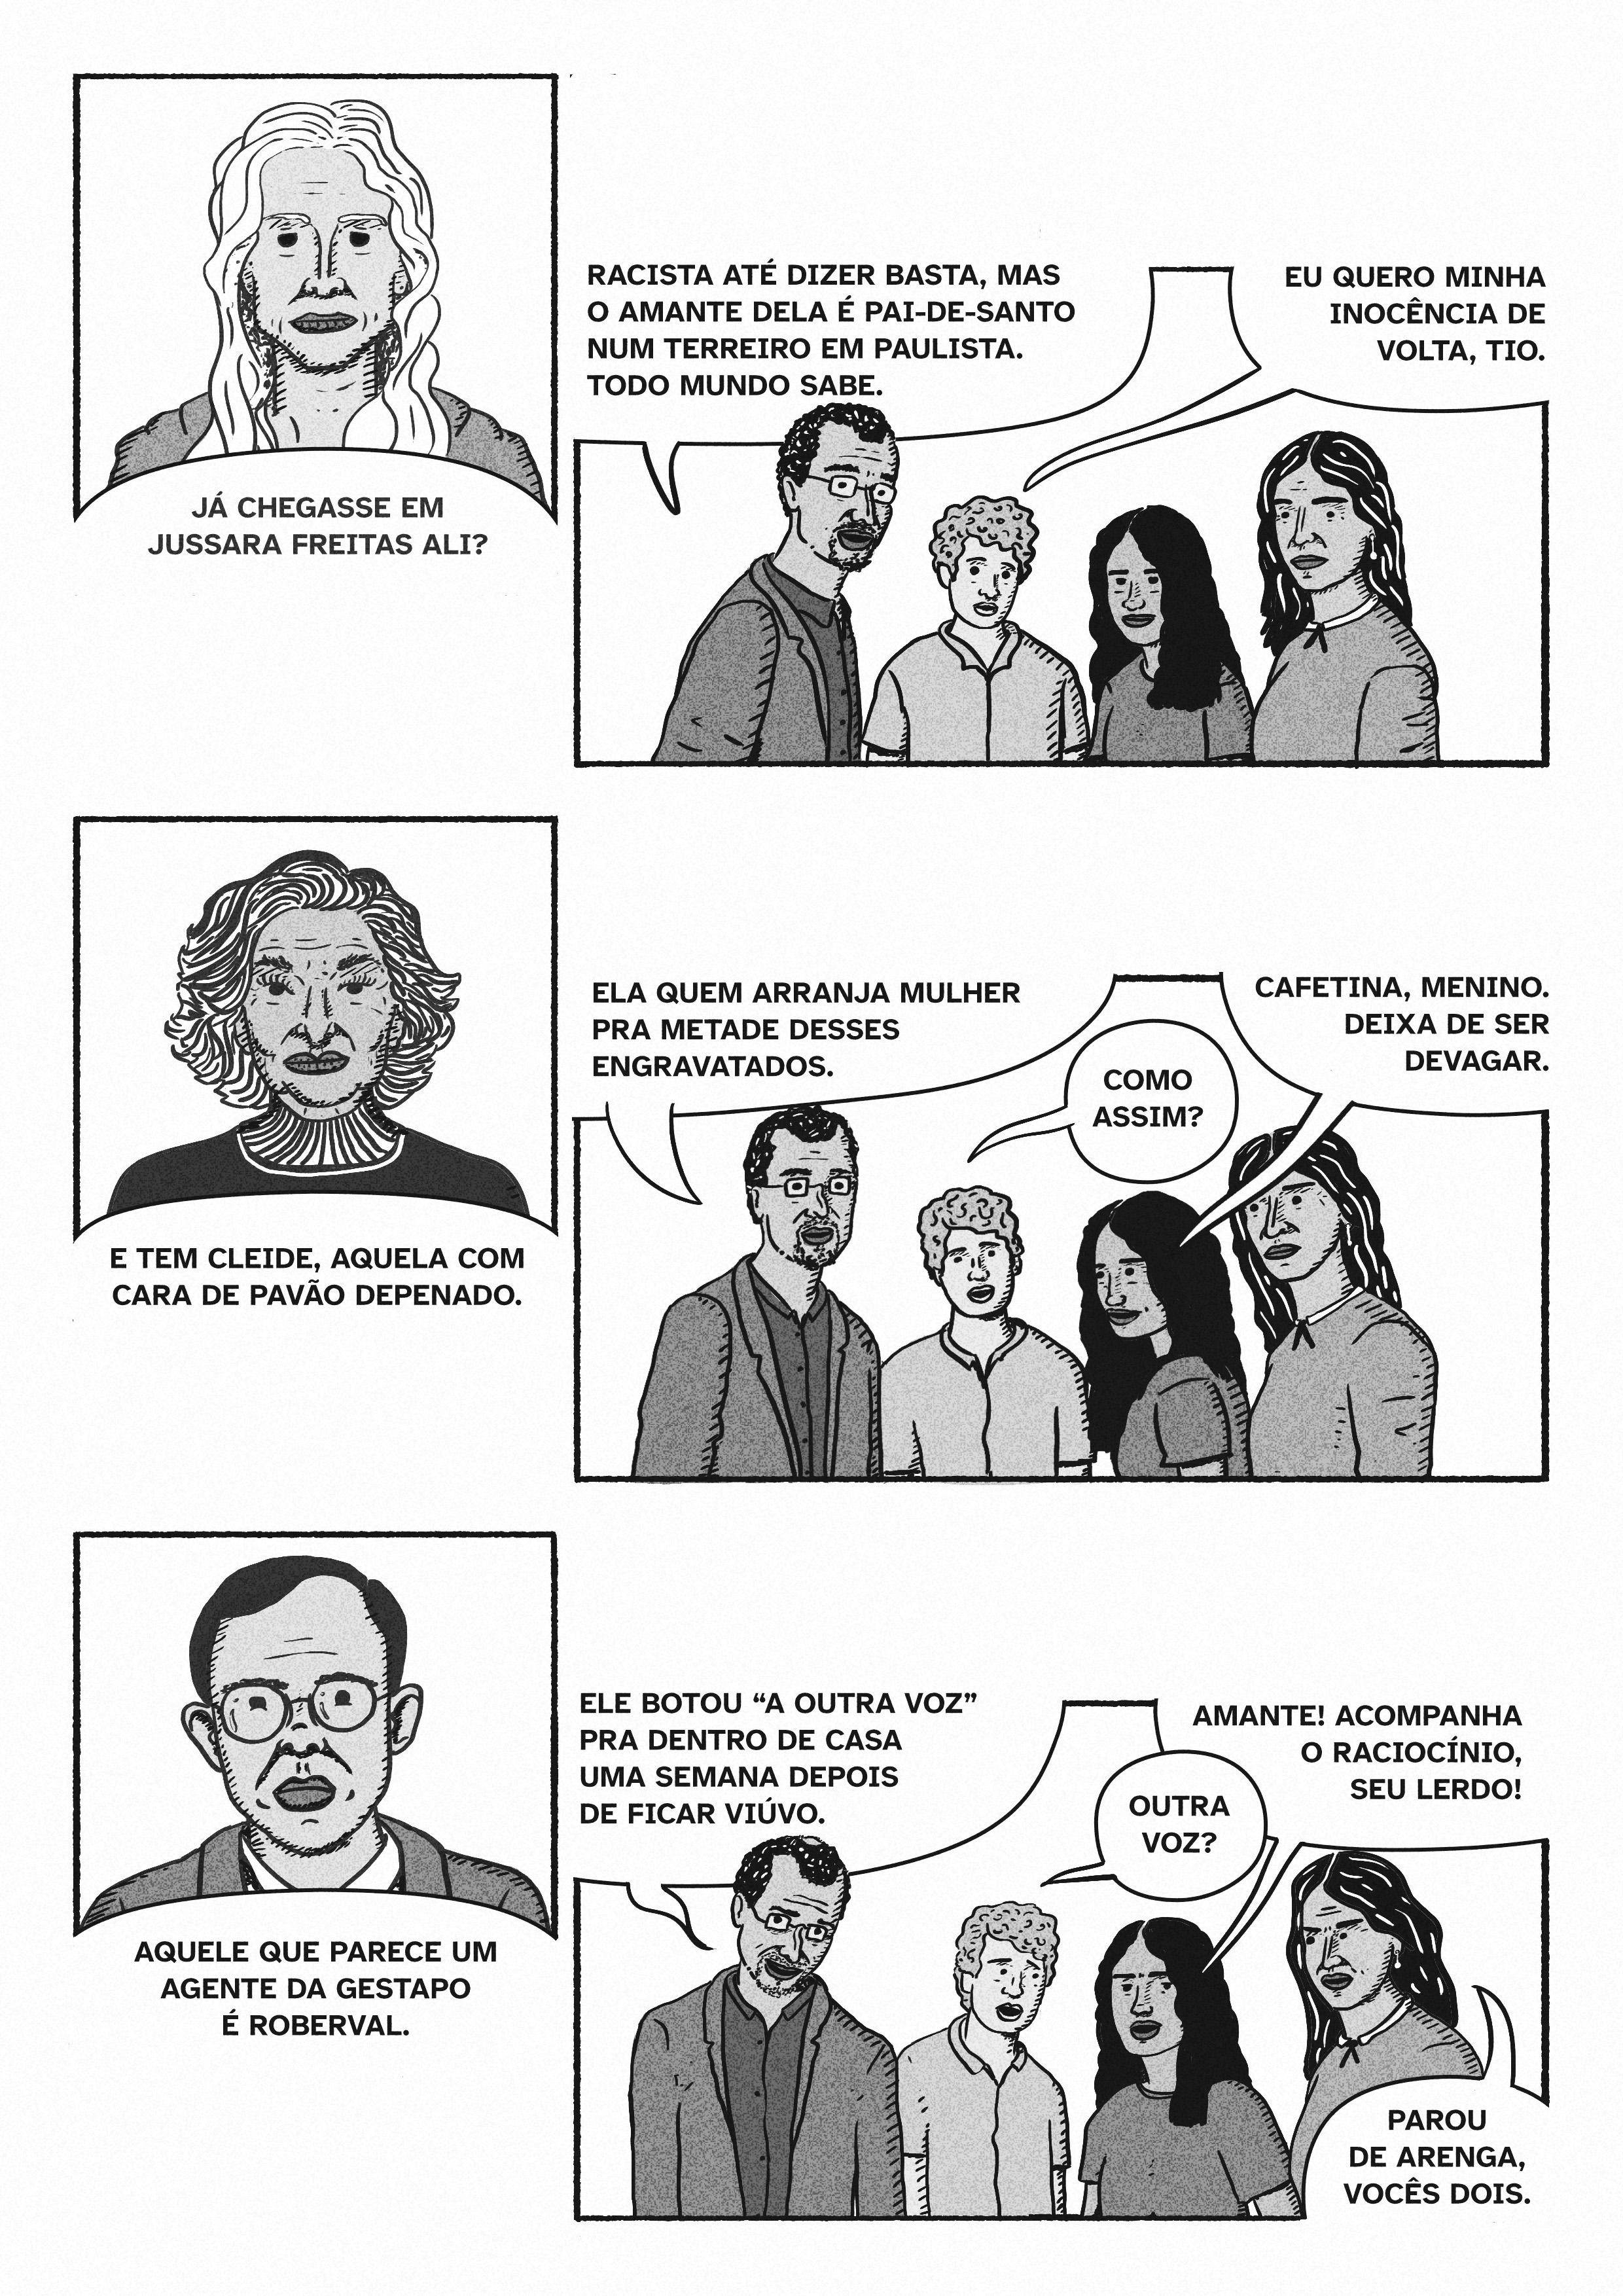 JÁ CHEGASSE EM
JUSSARA FREITAS ALI?
RACISTA ATÉ DIZER BASTA, MAS
O AMANTE DELA É PAI-DE-SANTO
NUM TERREIRO EM PAULISTA.
TODO MUNDO SABE.
EU QUERO MINHA
INOCÊNCIA DE
VOLTA, TIO.
E TEM CLEIDE, AQUELA COM
CARA DE PAVÃO DEPENADO.
ELA QUEM ARRANJA MULHER
PRA METADE DESSES
ENGRAVATADOS.
COMO
ASSIM?
CAFETINA, MENINO.
DEIXA DE SER
DEVAGAR.
AQUELE QUE PARECE UM
AGENTE DA GESTAPO
É ROBERVAL.
ELE BOTOU “A OUTRA VOZ”
PRA DENTRO DE CASA
UMA SEMANA DEPOIS
DE FICAR VIÚVO.
OUTRA
VOZ?
AMANTE! ACOMPANHA
O RACIOCÍNIO,
SEU LERDO!
PAROU
DE ARENGA,
VOCÊS DOIS.